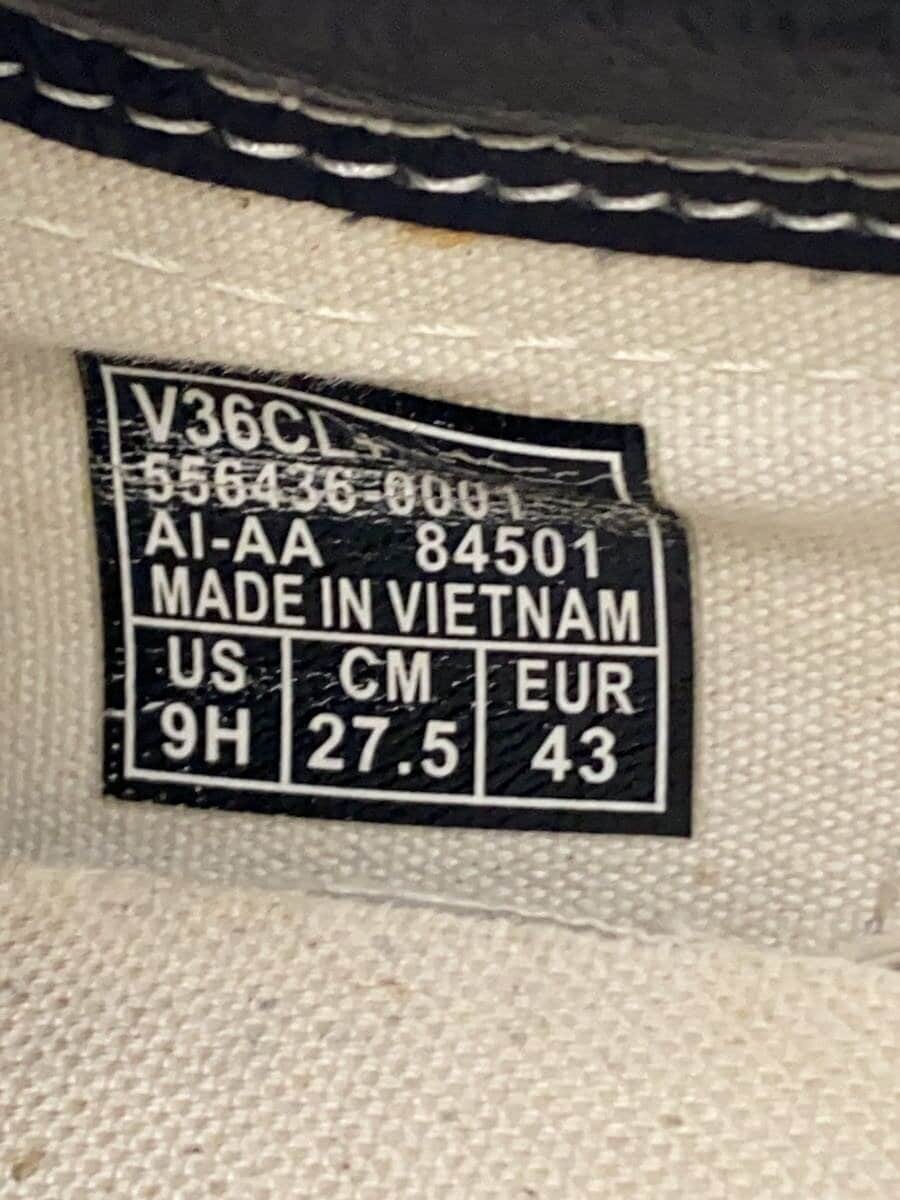 V36CL+
556436-0001
AI-AA 84501
MADE IN VIETNAM
US CM EUR
9H 27.5 43